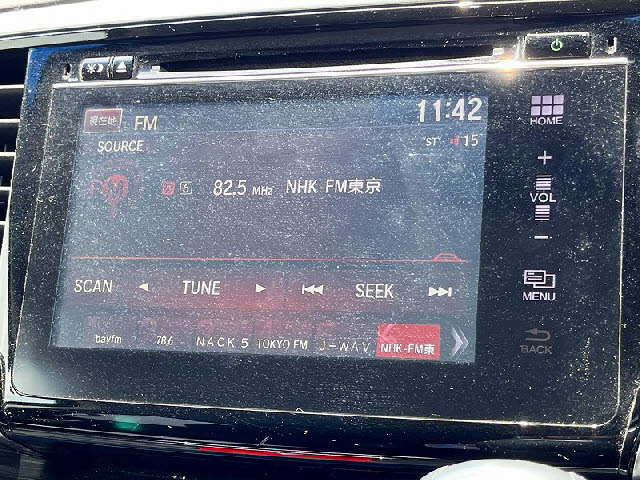 現在地 FM 11:42
SOURCE ST 15
82.5 MHz NHK-FM東京
HOME
+
VOL
−
SCAN TUNE SEEK
MENU
bayfm 78.6 NACK 5 TOKYO FM J-WAV NHK-FM東
BACK